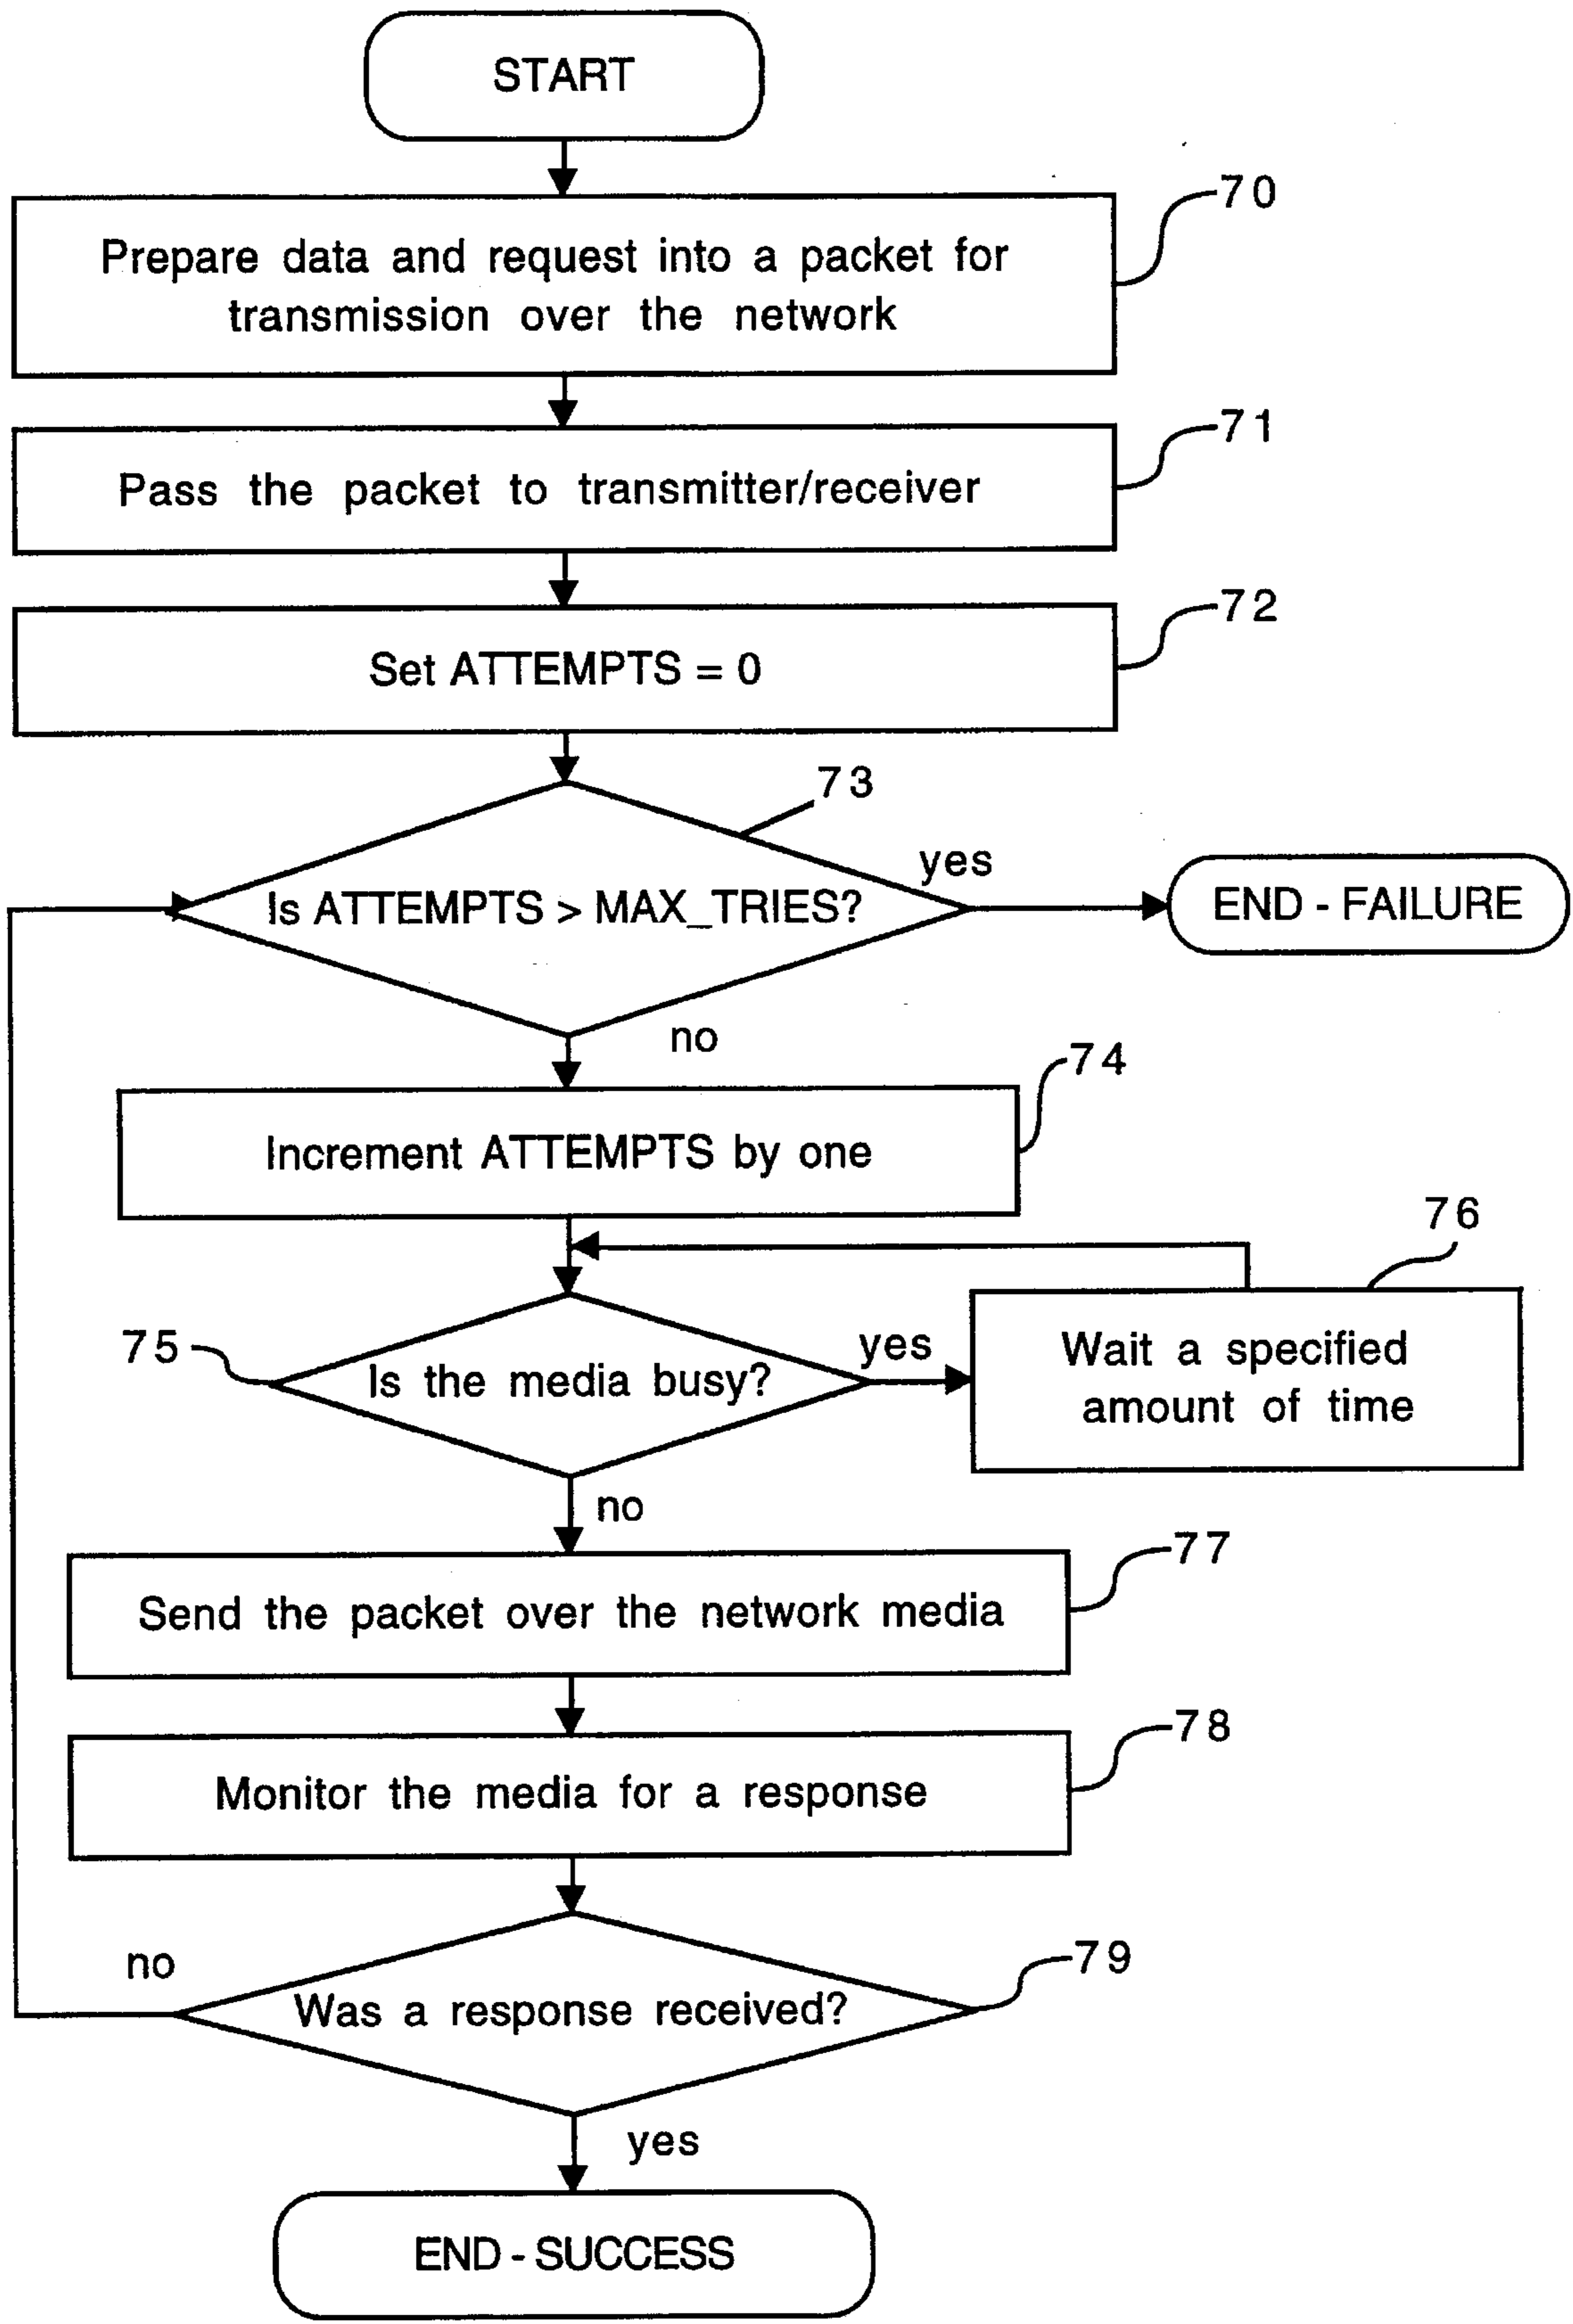 START
70
Prepare data and request into a packet for
transmission over the network
71
Pass the packet to transmitter/receiver
72
Set ATTEMPTS = 0
73
yes
Is ATTEMPTS > MAX_TRIES?
END - FAILURE
no
74
Increment ATTEMPTS by one
76
75
yes
Is the media busy?
Wait a specified
amount of time
no
77
Send the packet over the network media
78
Monitor the media for a response
no
79
Was a response received?
yes
END - SUCCESS